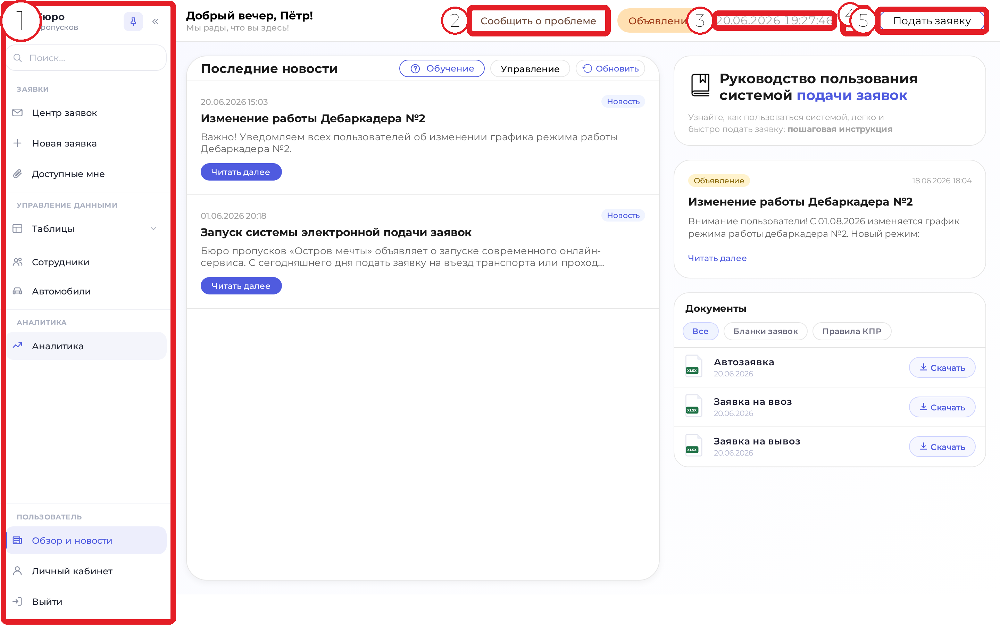 1
Бюро
пропусков
Поиск...
ЗАЯВКИ
Центр заявок
Новая заявка
Доступные мне
УПРАВЛЕНИЕ ДАННЫМИ
Таблицы
Сотрудники
Автомобили
АНАЛИТИКА
Аналитика
ПОЛЬЗОВАТЕЛЬ
Обзор и новости
Личный кабинет
Выйти
Добрый вечер, Пётр!
Мы рады, что вы здесь!
2
Сообщить о проблеме
Объявлени
3
20.06.2026 19:27:46
4
5
Подать заявку
Последние новости
Обучение
Управление
Обновить
20.06.2026 15:03
Новость
Изменение работы Дебаркадера №2
Важно! Уведомляем всех пользователей об изменении графика режима работы
Дебаркадера №2.
Читать далее
01.06.2026 20:18
Новость
Запуск системы электронной подачи заявок
Бюро пропусков «Остров мечты» объявляет о запуске современного онлайн-
сервиса. С сегодняшнего дня подать заявку на въезд транспорта или проход...
Читать далее
Руководство пользования
системой подачи заявок
Узнайте, как пользоваться системой, легко и
быстро подать заявку: пошаговая инструкция
Объявление
18.06.2026 18:04
Изменение работы Дебаркадера №2
Внимание пользователи! С 01.08.2026 изменяется график
режима работы дебаркадера №2. Новый режим:
Читать далее
Документы
Все
Бланки заявок
Правила КПР
XLSX
Автозаявка
20.06.2026
Скачать
XLSX
Заявка на ввоз
20.06.2026
Скачать
XLSX
Заявка на вывоз
20.06.2026
Скачать